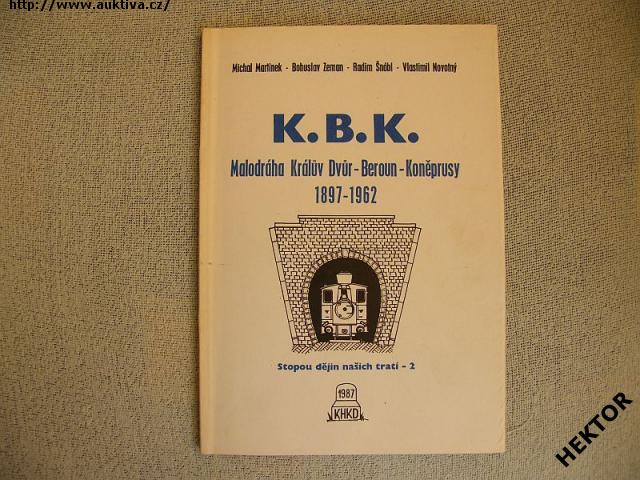 http://www.auktiva.cz/
Michal Martínek - Bohuslav Zeman - Radim Šnábl - Vlastimil Novotný
K.B.K.
Malodráha Králův Dvůr-Beroun-Koněprusy
1897-1962
Stopou dějin našich tratí - 2
1987
KHKD
HEKTOR